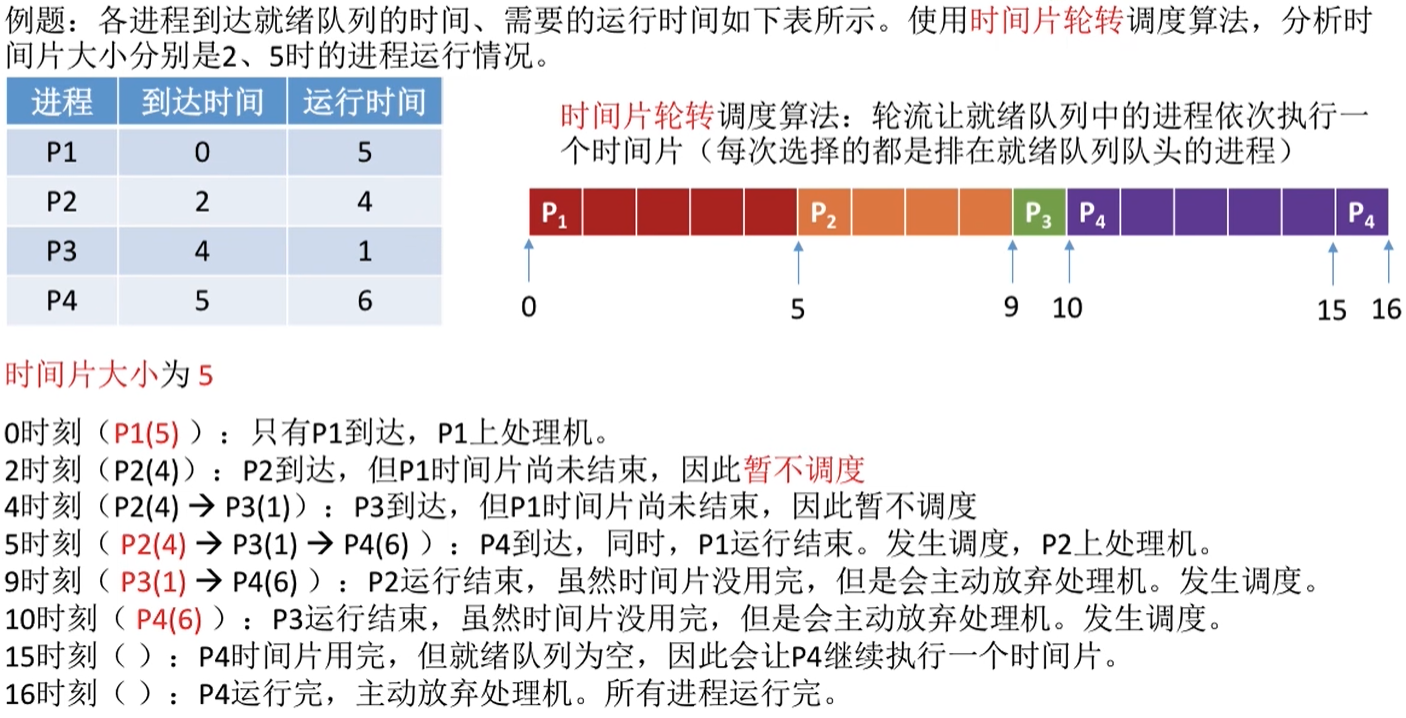 例题：各进程到达就绪队列的时间、需要的运行时间如下表所示。使用时间片轮转调度算法，分析时
间片大小分别是2、5时的进程运行情况。
进程 到达时间 运行时间
P1 0 5
P2 2 4
P3 4 1
P4 5 6
时间片轮转调度算法：轮流让就绪队列中的进程依次执行一
个时间片（每次选择的都是排在就绪队列队头的进程）
P1 P2 P3 P4 P4
0 5 9 10 15 16
时间片大小为 5
0时刻（P1(5)）：只有P1到达，P1上处理机。
2时刻（P2(4)）：P2到达，但P1时间片尚未结束，因此暂不调度
4时刻（P2(4) → P3(1)）：P3到达，但P1时间片尚未结束，因此暂不调度
5时刻（ P2(4) → P3(1) → P4(6) ）：P4到达，同时，P1运行结束。发生调度，P2上处理机。
9时刻（ P3(1) → P4(6) ）：P2运行结束，虽然时间片没用完，但是会主动放弃处理机。发生调度。
10时刻（ P4(6) ）：P3运行结束，虽然时间片没用完，但是会主动放弃处理机。发生调度。
15时刻（ ）：P4时间片用完，但就绪队列为空，因此会让P4继续执行一个时间片。
16时刻（ ）：P4运行完，主动放弃处理机。所有进程运行完。